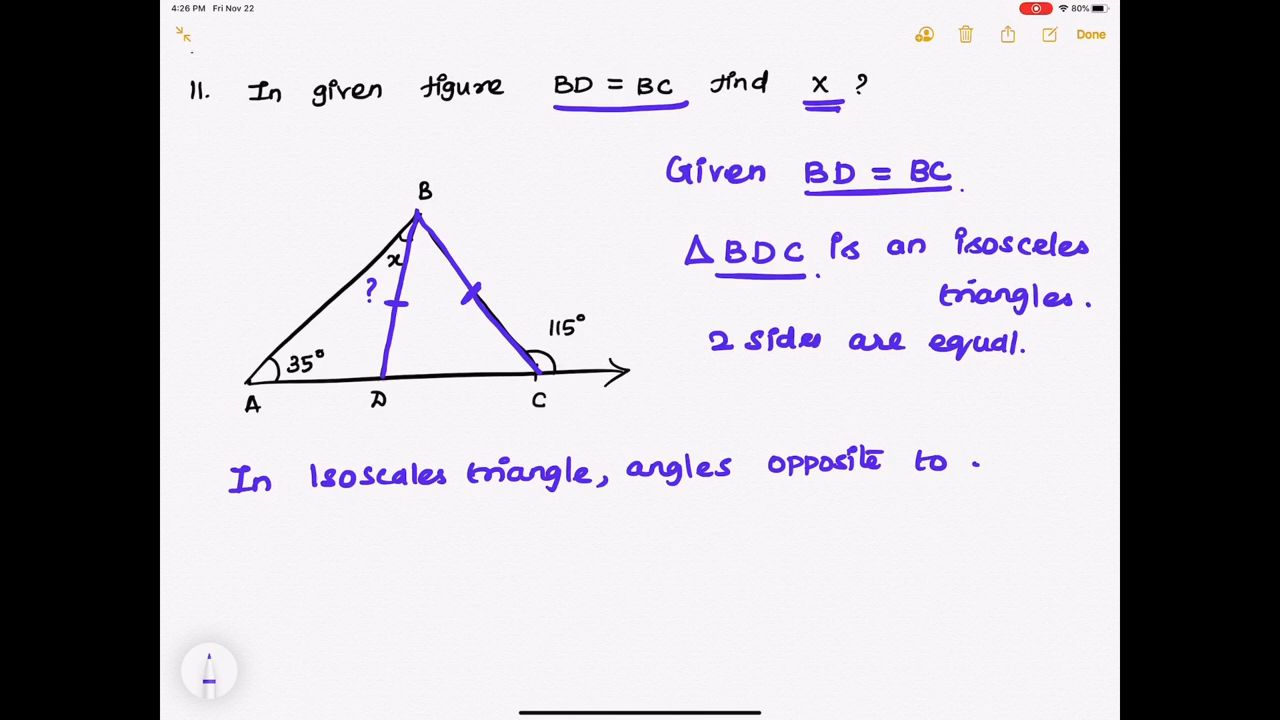 4:26 PM Fri Nov 22
80%
Done
11. In given figure BD = BC find x ?
Given BD = BC.
B
Δ BDC. is an isosceles
x
triangles.
?
115°
2 sides are equal.
35°
A
D
C
In Isoscales triangle, angles opposite to